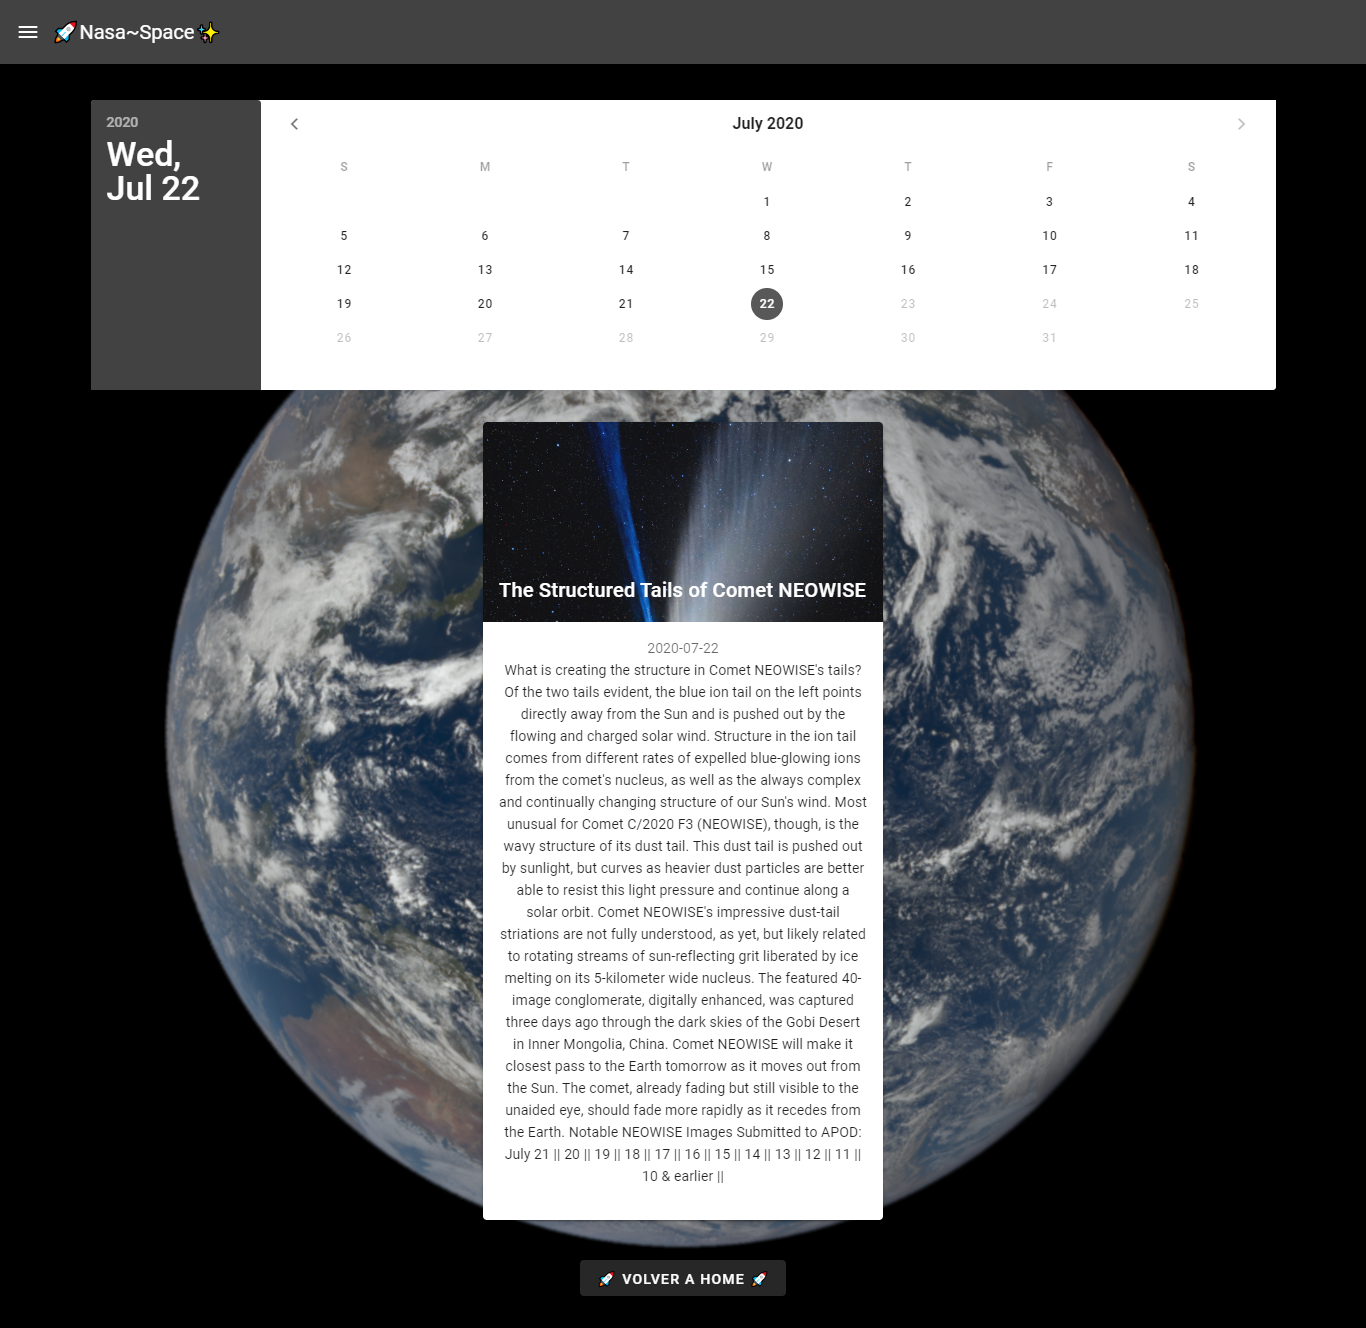 🚀Nasa~Space✨
2020
Wed,
Jul 22
July 2020
S M T W T F S
1 2 3 4
5 6 7 8 9 10 11
12 13 14 15 16 17 18
19 20 21 22 23 24 25
26 27 28 29 30 31
The Structured Tails of Comet NEOWISE
2020-07-22
What is creating the structure in Comet NEOWISE's tails?
Of the two tails evident, the blue ion tail on the left points
directly away from the Sun and is pushed out by the
flowing and charged solar wind. Structure in the ion tail
comes from different rates of expelled blue-glowing ions
from the comet's nucleus, as well as the always complex
and continually changing structure of our Sun's wind. Most
unusual for Comet C/2020 F3 (NEOWISE), though, is the
wavy structure of its dust tail. This dust tail is pushed out
by sunlight, but curves as heavier dust particles are better
able to resist this light pressure and continue along a
solar orbit. Comet NEOWISE's impressive dust-tail
striations are not fully understood, as yet, but likely related
to rotating streams of sun-reflecting grit liberated by ice
melting on its 5-kilometer wide nucleus. The featured 40-
image conglomerate, digitally enhanced, was captured
three days ago through the dark skies of the Gobi Desert
in Inner Mongolia, China. Comet NEOWISE will make it
closest pass to the Earth tomorrow as it moves out from
the Sun. The comet, already fading but still visible to the
unaided eye, should fade more rapidly as it recedes from
the Earth. Notable NEOWISE Images Submitted to APOD:
July 21 || 20 || 19 || 18 || 17 || 16 || 15 || 14 || 13 || 12 || 11 ||
10 & earlier ||
🚀 VOLVER A HOME 🚀